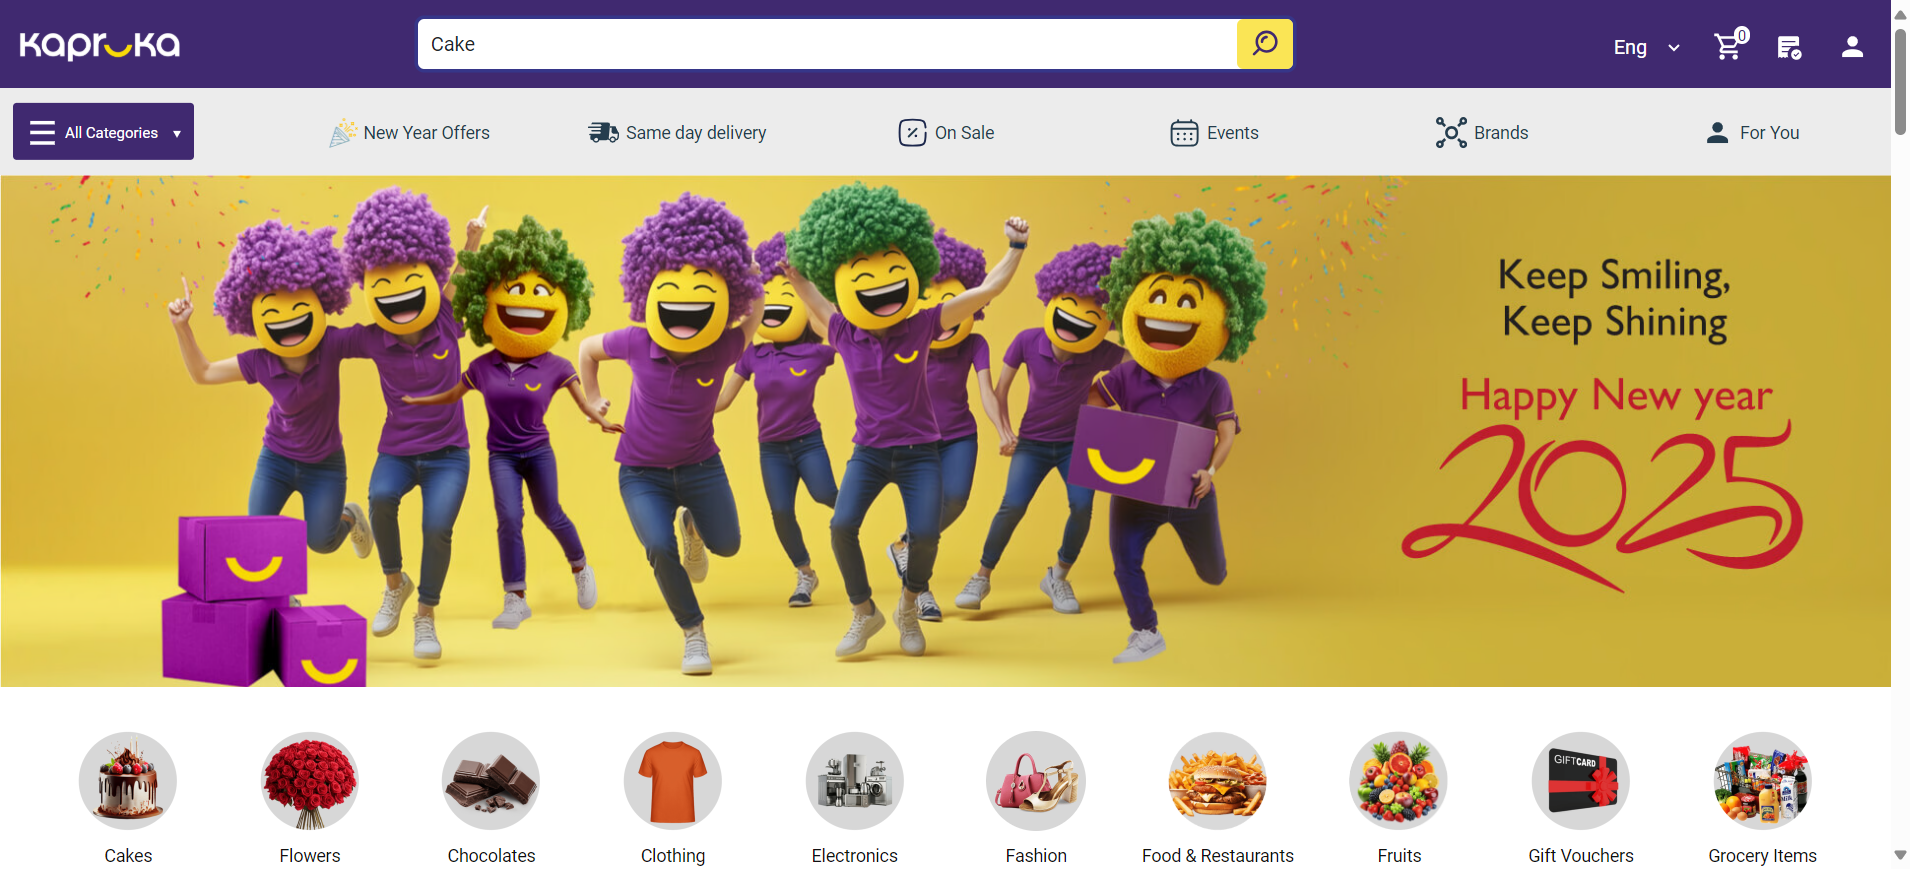 kapruka
Cake
Eng
0
All Categories
New Year Offers
Same day delivery
On Sale
Events
Brands
For You
Keep Smiling,
Keep Shining
Happy New year
2025
GIFTCARD
Cakes
Flowers
Chocolates
Clothing
Electronics
Fashion
Food & Restaurants
Fruits
Gift Vouchers
Grocery Items